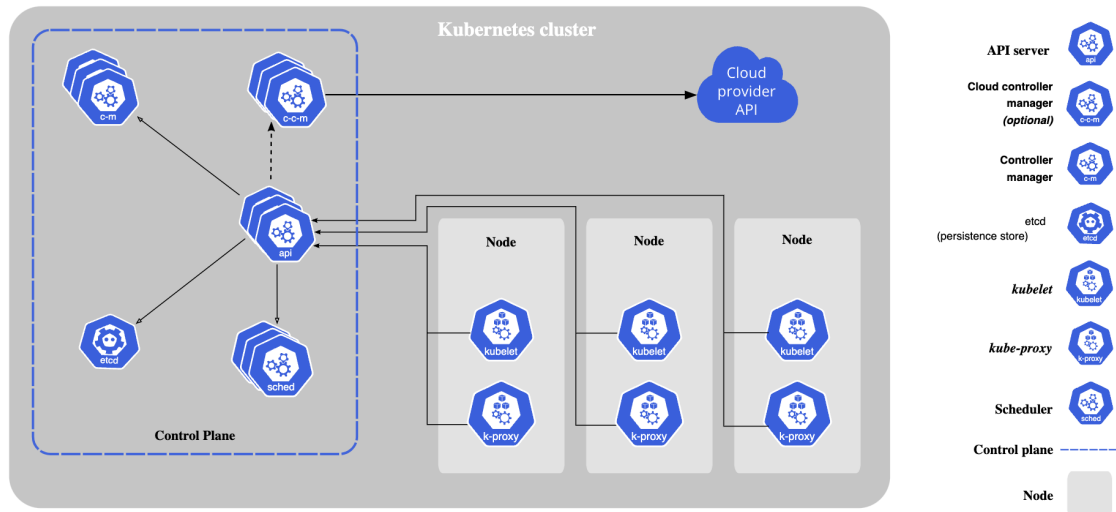 Kubernetes cluster
c-m
c-c-m
Cloud
provider
API
api
etcd
sched
Control Plane
Node
kubelet
k-proxy
Node
kubelet
k-proxy
Node
kubelet
k-proxy
API server
api
Cloud controller
manager
(optional)
c-c-m
Controller
manager
c-m
etcd
(persistence store)
etcd
kubelet
kubelet
kube-proxy
k-proxy
Scheduler
sched
Control plane
Node